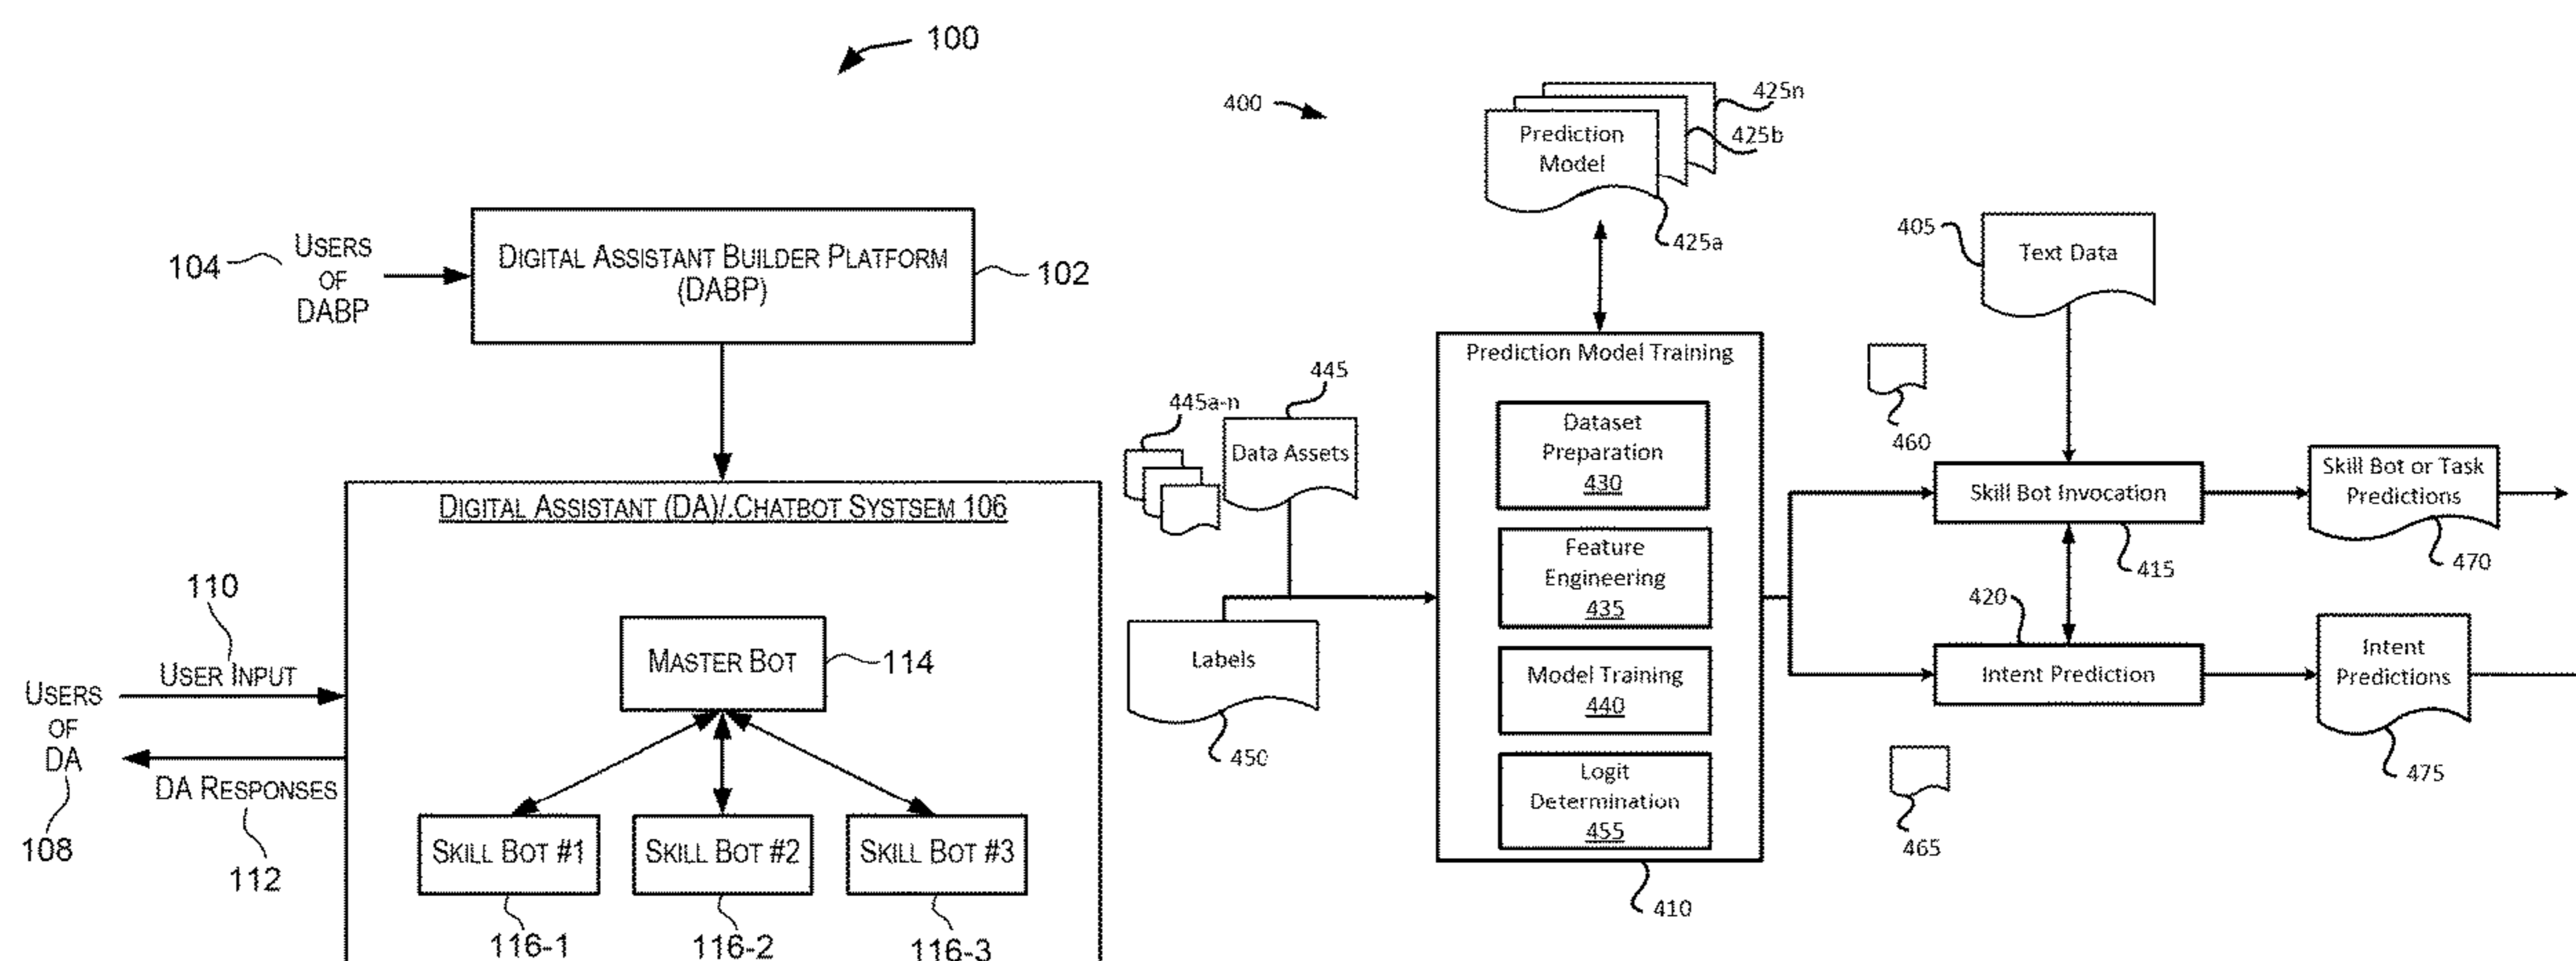 100
104
USERS
OF
DABP
DIGITAL ASSISTANT BUILDER PLATFORM
(DABP)
102
DIGITAL ASSISTANT (DA)/.CHATBOT SYSTSEM 106
110
USER INPUT
USERS
OF
DA
108
DA RESPONSES
112
MASTER BOT
114
SKILL BOT #1
SKILL BOT #2
SKILL BOT #3
116-1
116-2
116-3
400
Prediction
Model
425n
425b
425a
445
445a-n
Data Assets
Labels
450
Prediction Model Training
Dataset
Preparation
430
Feature
Engineering
435
Model Training
440
Logit
Determination
455
410
405
Text Data
460
Skill Bot Invocation
415
Skill Bot or Task
Predictions
470
420
Intent Prediction
Intent
Predictions
475
465